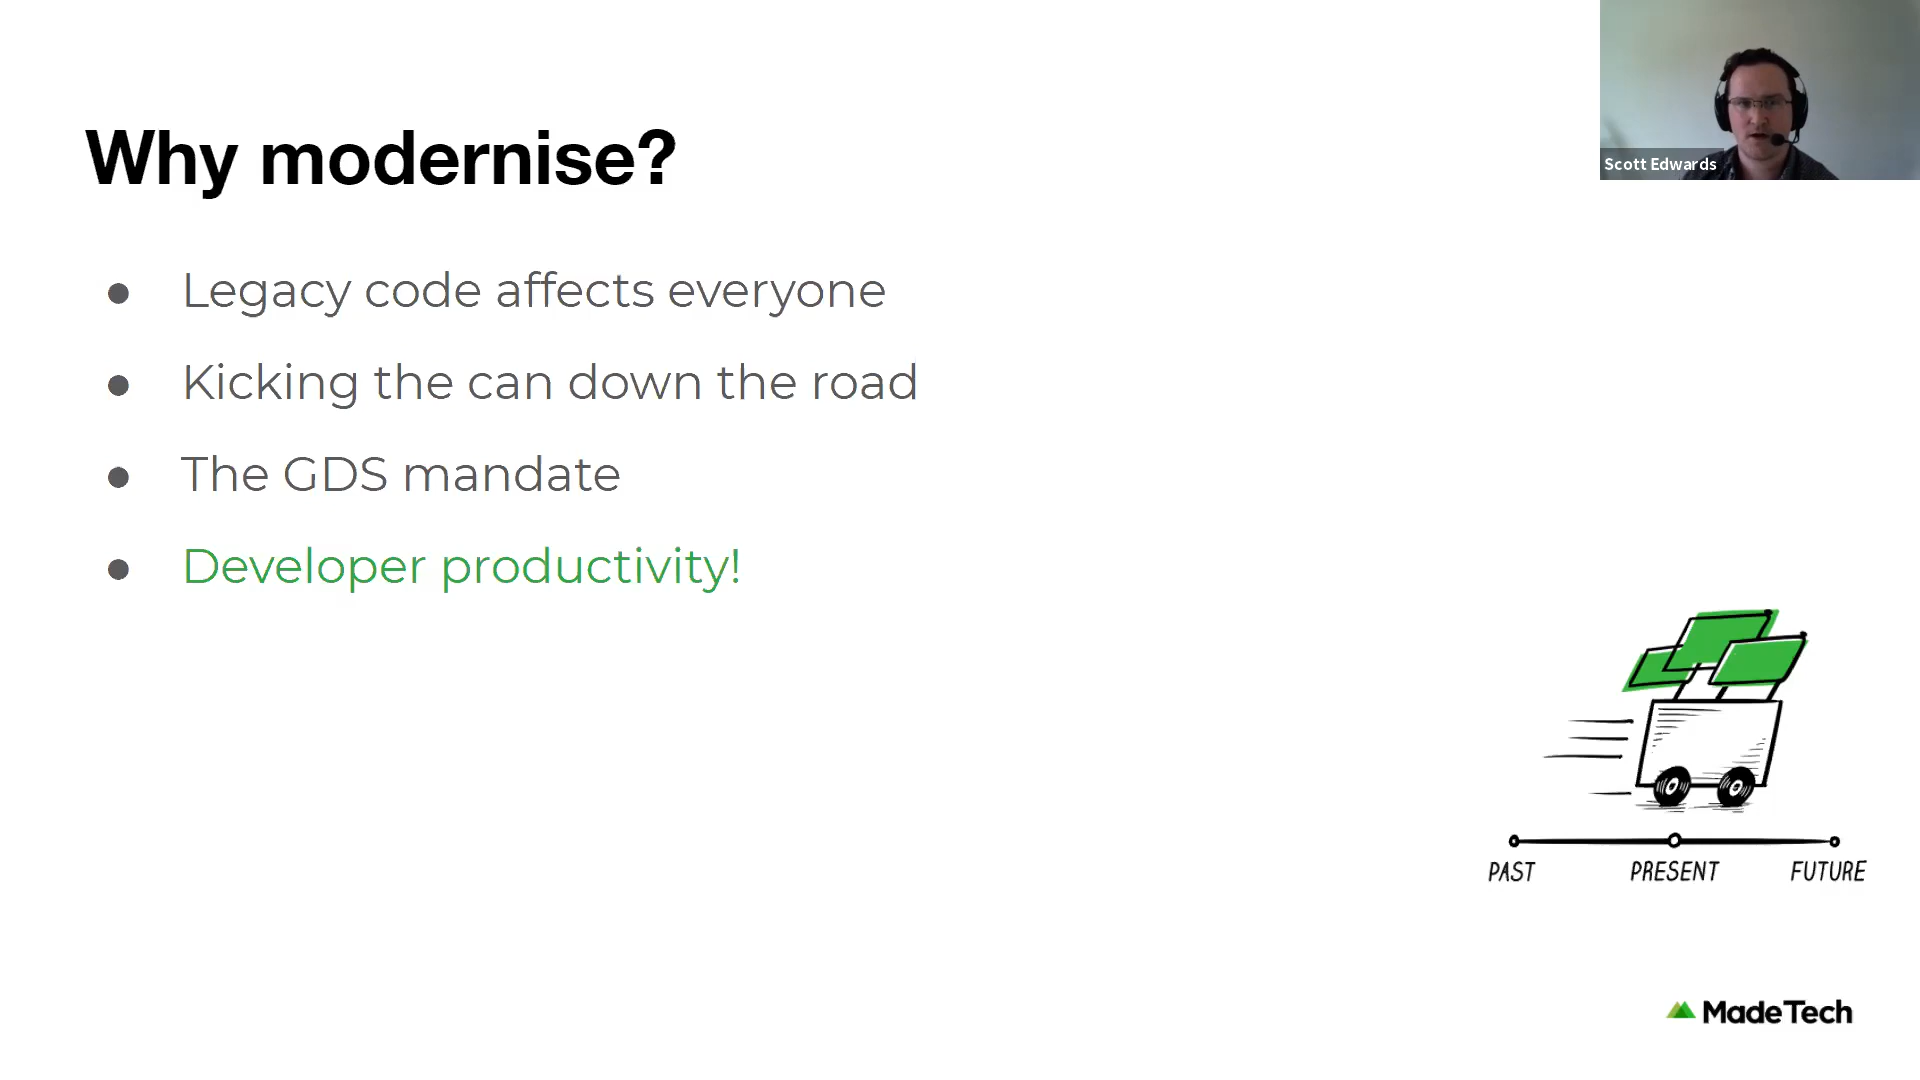 Scott Edwards
Why modernise?
● Legacy code affects everyone
● Kicking the can down the road
● The GDS mandate
● Developer productivity!
PAST PRESENT FUTURE
MadeTech